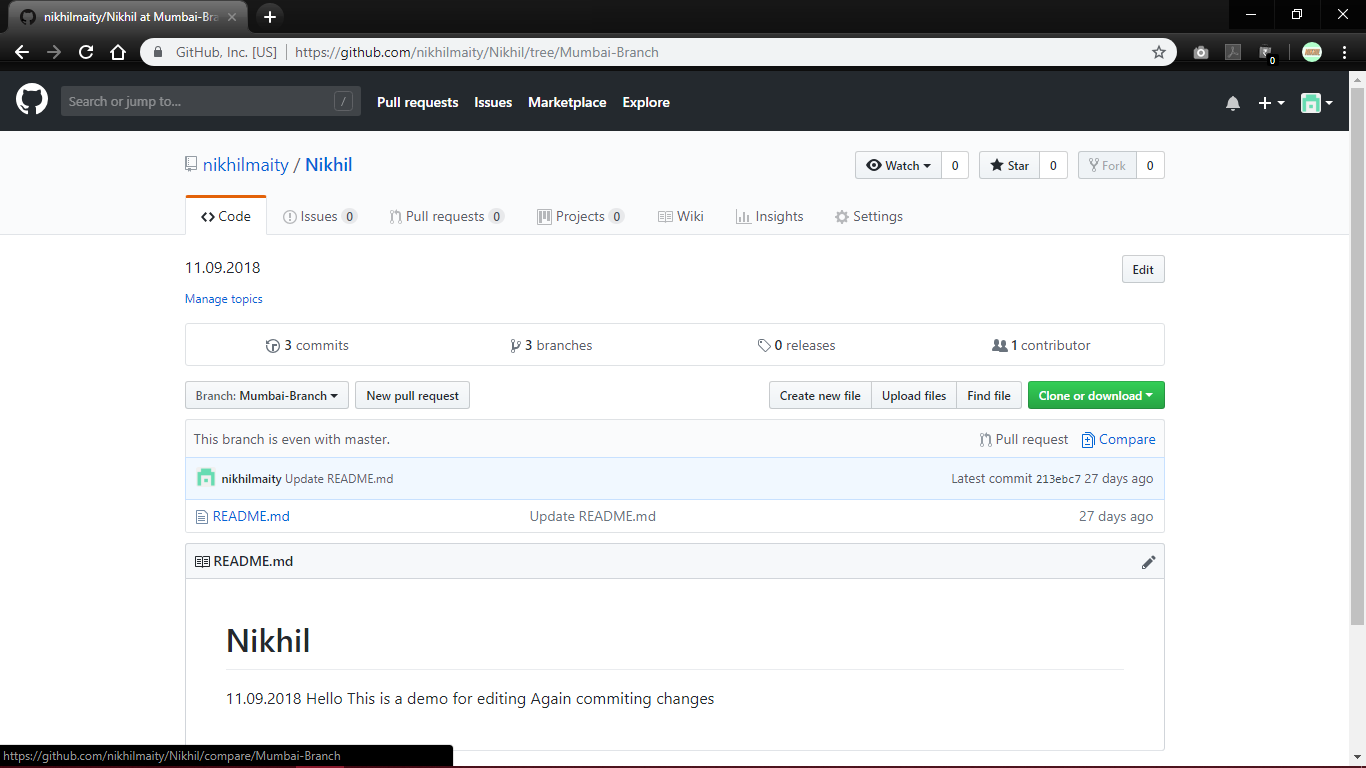 nikhilmaity/Nikhil at Mumbai-Bra
GitHub, Inc. [US] https://github.com/nikhilmaity/Nikhil/tree/Mumbai-Branch
0
Search or jump to... /
Pull requests Issues Marketplace Explore
nikhilmaity / Nikhil
Watch 0 Star 0 Fork 0
Code Issues 0 Pull requests 0 Projects 0 Wiki Insights Settings
11.09.2018 Edit
Manage topics
3 commits 3 branches 0 releases 1 contributor
Branch: Mumbai-Branch New pull request Create new file Upload files Find file Clone or download
This branch is even with master. Pull request Compare
nikhilmaity Update README.md Latest commit 213ebc7 27 days ago
README.md Update README.md 27 days ago
README.md
Nikhil
11.09.2018 Hello This is a demo for editing Again commiting changes
https://github.com/nikhilmaity/Nikhil/compare/Mumbai-Branch